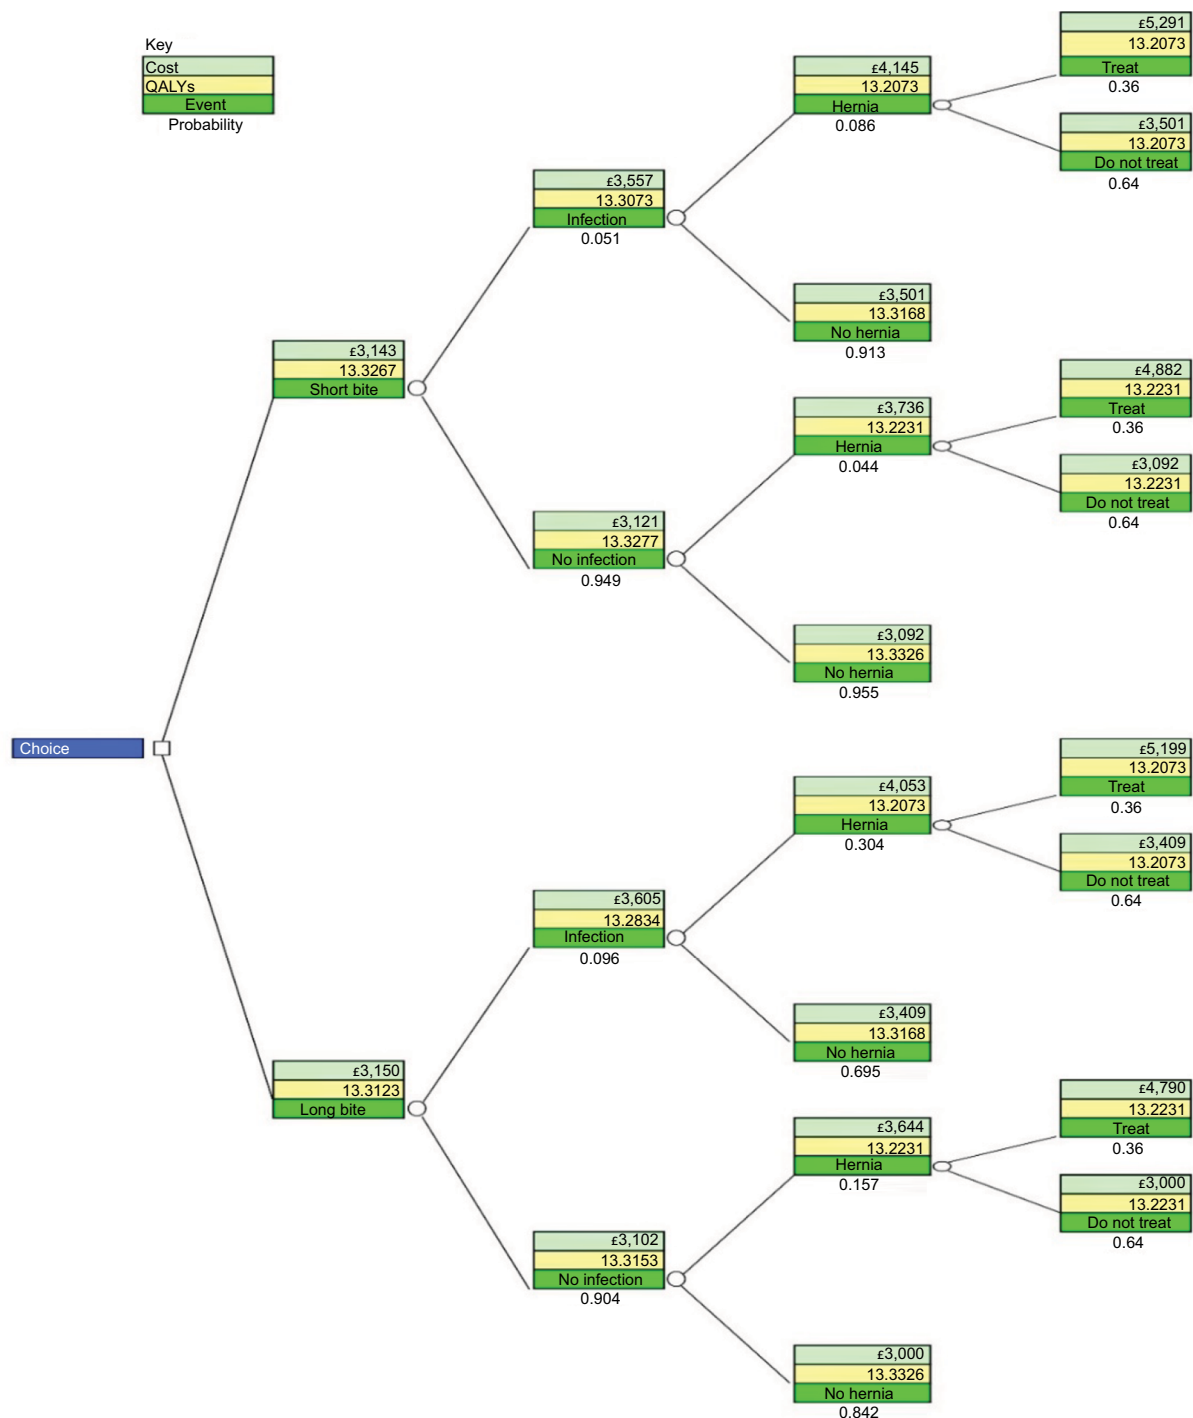 Key
Cost
QALYs
Event
Probability
£5,291
13.2073
Treat
0.36
£4,145
13.2073
Hernia
0.086
£3,501
13.2073
Do not treat
0.64
£3,557
13.3073
Infection
0.051
£3,501
13.3168
No hernia
0.913
£3,143
13.3267
Short bite
£4,882
13.2231
Treat
0.36
£3,736
13.2231
Hernia
0.044
£3,092
13.2231
Do not treat
0.64
£3,121
13.3277
No infection
0.949
£3,092
13.3326
No hernia
0.955
Choice
£5,199
13.2073
Treat
0.36
£4,053
13.2073
Hernia
0.304
£3,409
13.2073
Do not treat
0.64
£3,605
13.2834
Infection
0.096
£3,409
13.3168
No hernia
0.695
£3,150
13.3123
Long bite
£4,790
13.2231
Treat
0.36
£3,644
13.2231
Hernia
0.157
£3,000
13.2231
Do not treat
0.64
£3,102
13.3153
No infection
0.904
£3,000
13.3326
No hernia
0.842